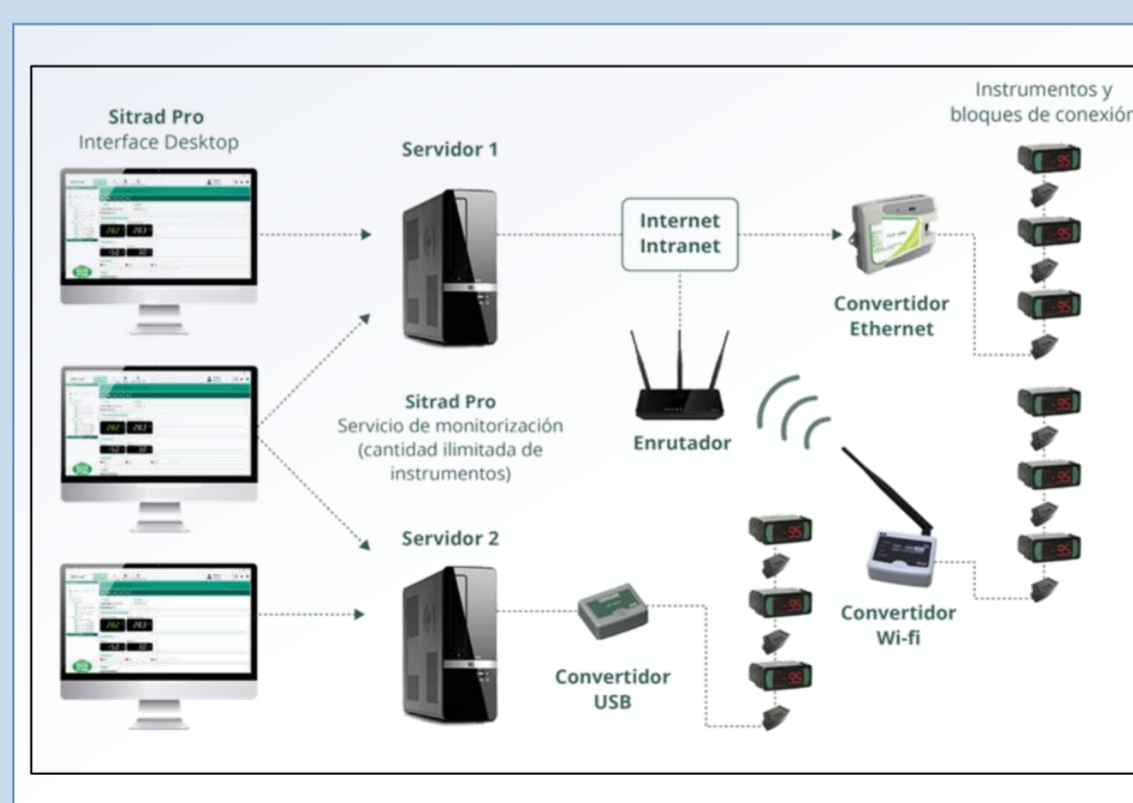 Sitrad Pro
Interface Desktop
Servidor 1
Internet
Intranet
Instrumentos y
bloques de conexión
Convertidor
Ethernet
Sitrad Pro
Servicio de monitorización
(cantidad ilimitada de
instrumentos)
Enrutador
Servidor 2
Convertidor
USB
Convertidor
Wi-fi